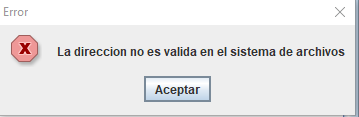 Error
La direccion no es valida en el sistema de archivos
Aceptar